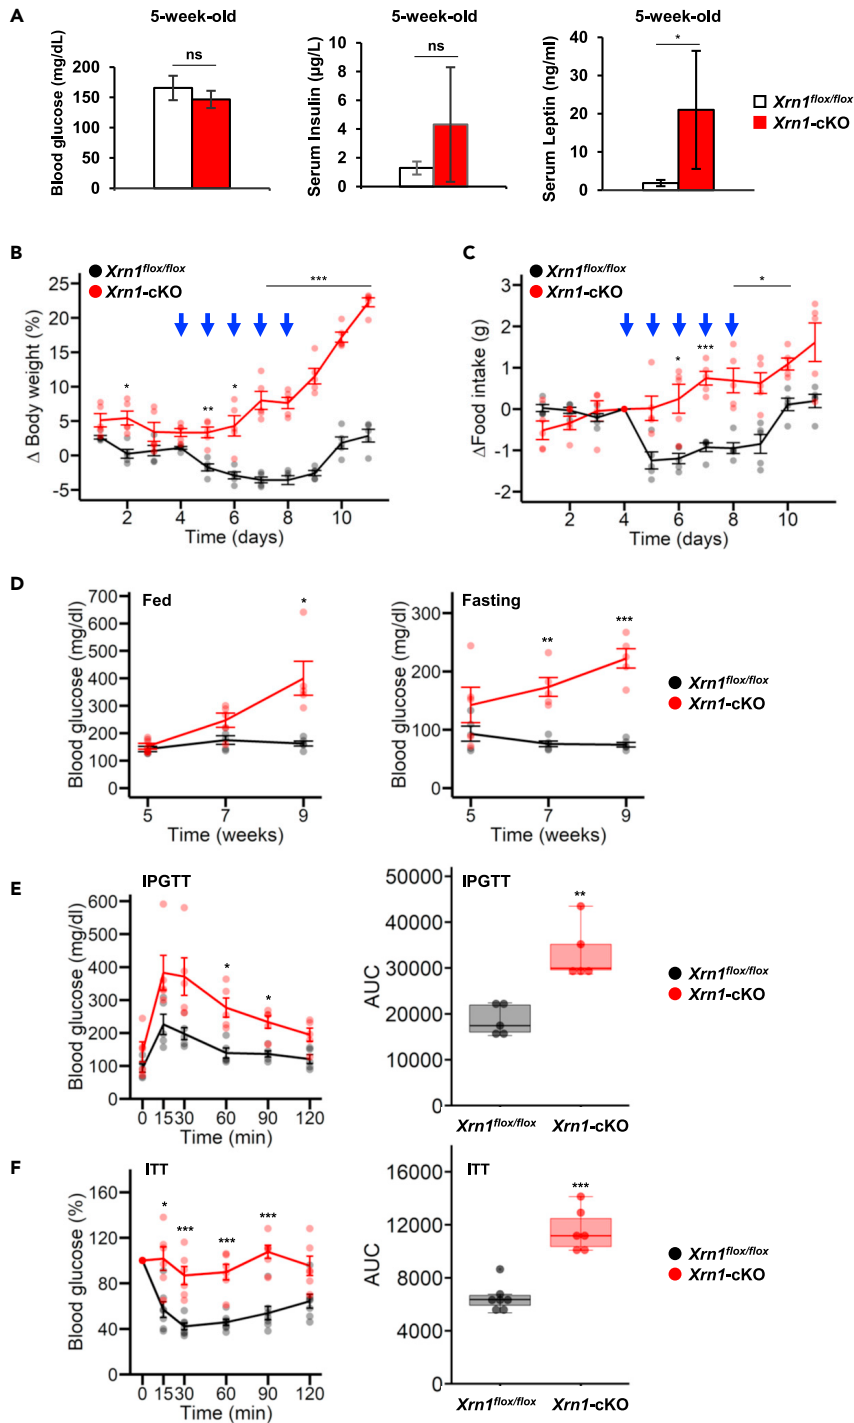 A
5-week-old
5-week-old
5-week-old
Blood glucose (mg/dL)
250
200
150
100
50
0
ns
Serum Insulin (µg/L)
10
8
6
4
2
0
ns
Serum Leptin (ng/ml)
40
30
20
10
0
*
Xrn1flox/flox
Xrn1-cKO
B
Xrn1flox/flox
Xrn1-cKO
Δ Body weight (%)
25
20
15
10
5
0
-5
*
**
*
***
2 4 6 8 10
Time (days)
C
Xrn1flox/flox
Xrn1-cKO
ΔFood intake (g)
3
2
1
0
-1
-2
*
***
*
2 4 6 8 10
Time (days)
D
Fed
Blood glucose (mg/dl)
700
600
500
400
300
200
100
0
*
5 7 9
Time (weeks)
Fasting
Blood glucose (mg/dl)
300
200
100
0
**
***
5 7 9
Time (weeks)
Xrn1flox/flox
Xrn1-cKO
E
IPGTT
Blood glucose (mg/dl)
600
500
400
300
200
100
0
*
*
0 15 30 60 90 120
Time (min)
IPGTT
AUC
50000
40000
30000
20000
10000
0
**
Xrn1flox/flox Xrn1-cKO
Xrn1flox/flox
Xrn1-cKO
F
ITT
Blood glucose (%)
160
120
80
40
0
*
***
***
***
0 15 30 60 90 120
Time (min)
ITT
AUC
16000
12000
8000
4000
0
***
Xrn1flox/flox Xrn1-cKO
Xrn1flox/flox
Xrn1-cKO